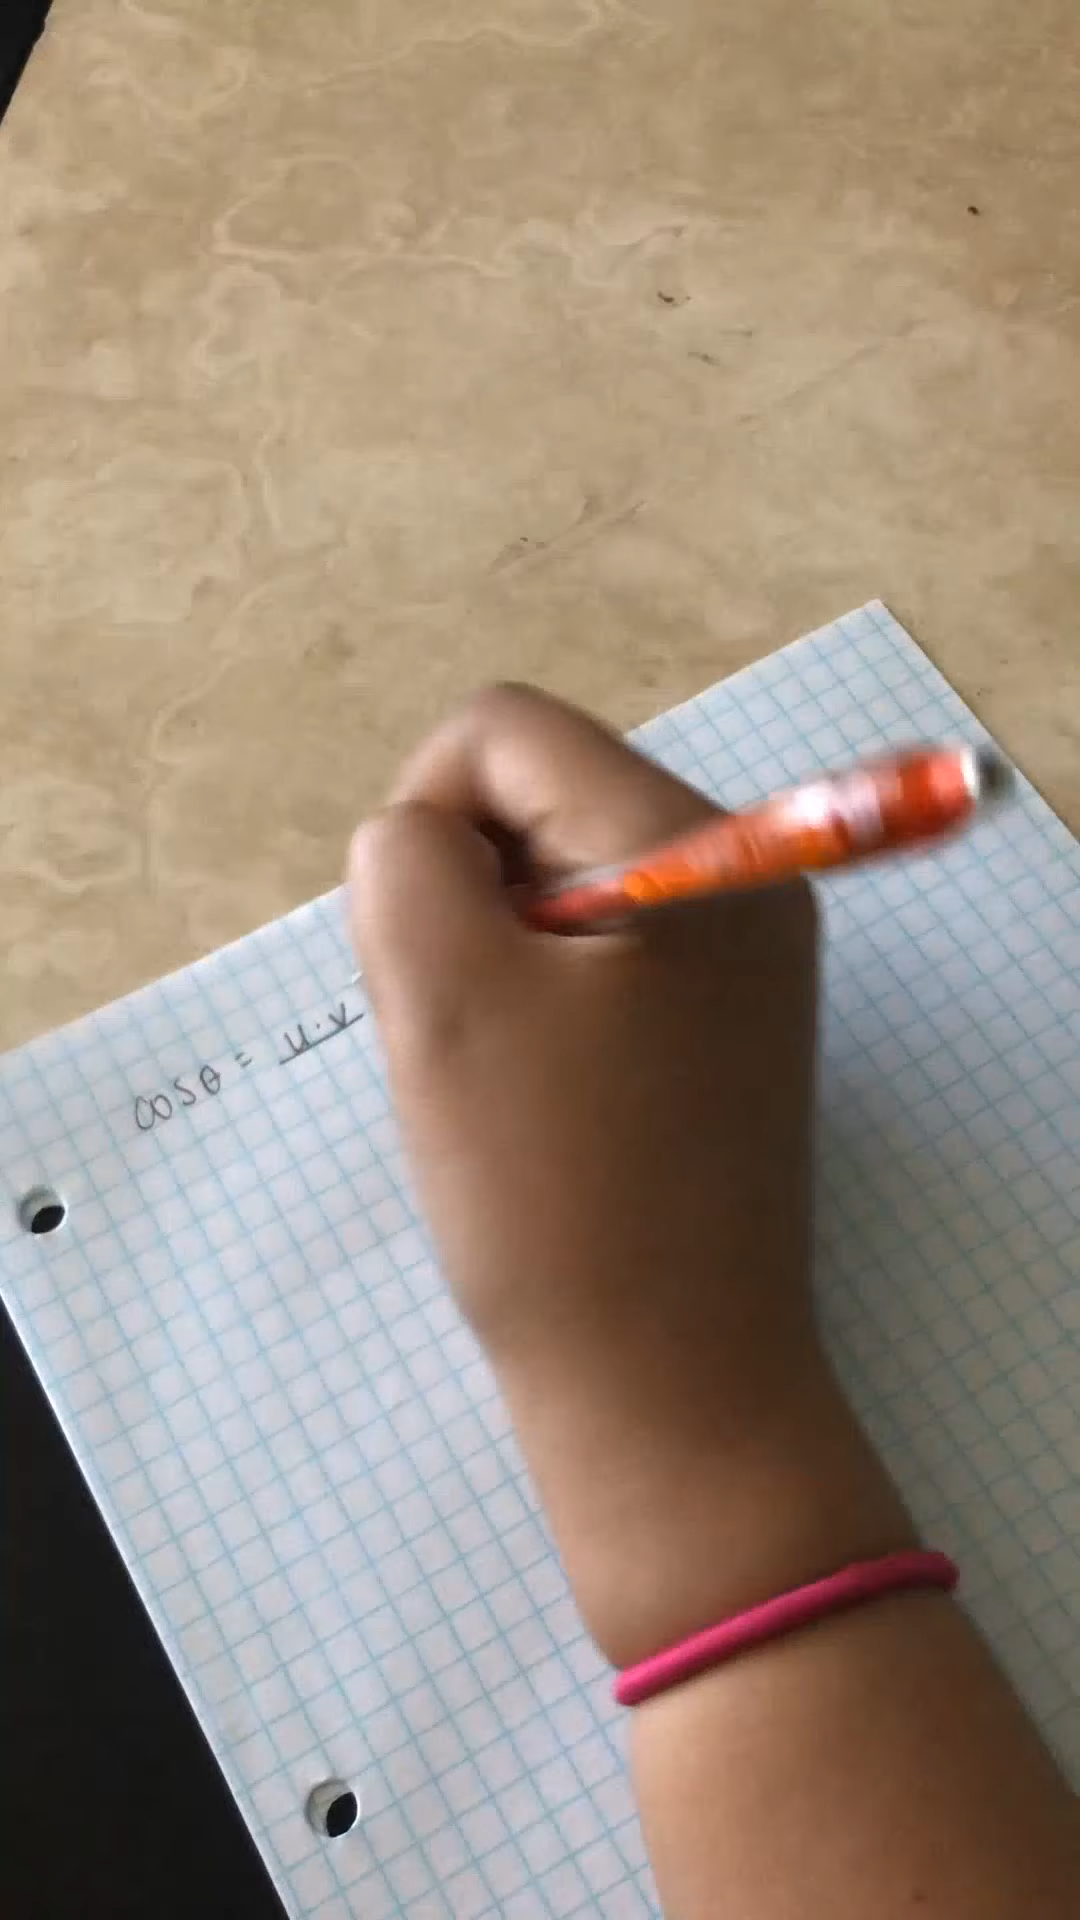 cosθ = u·v